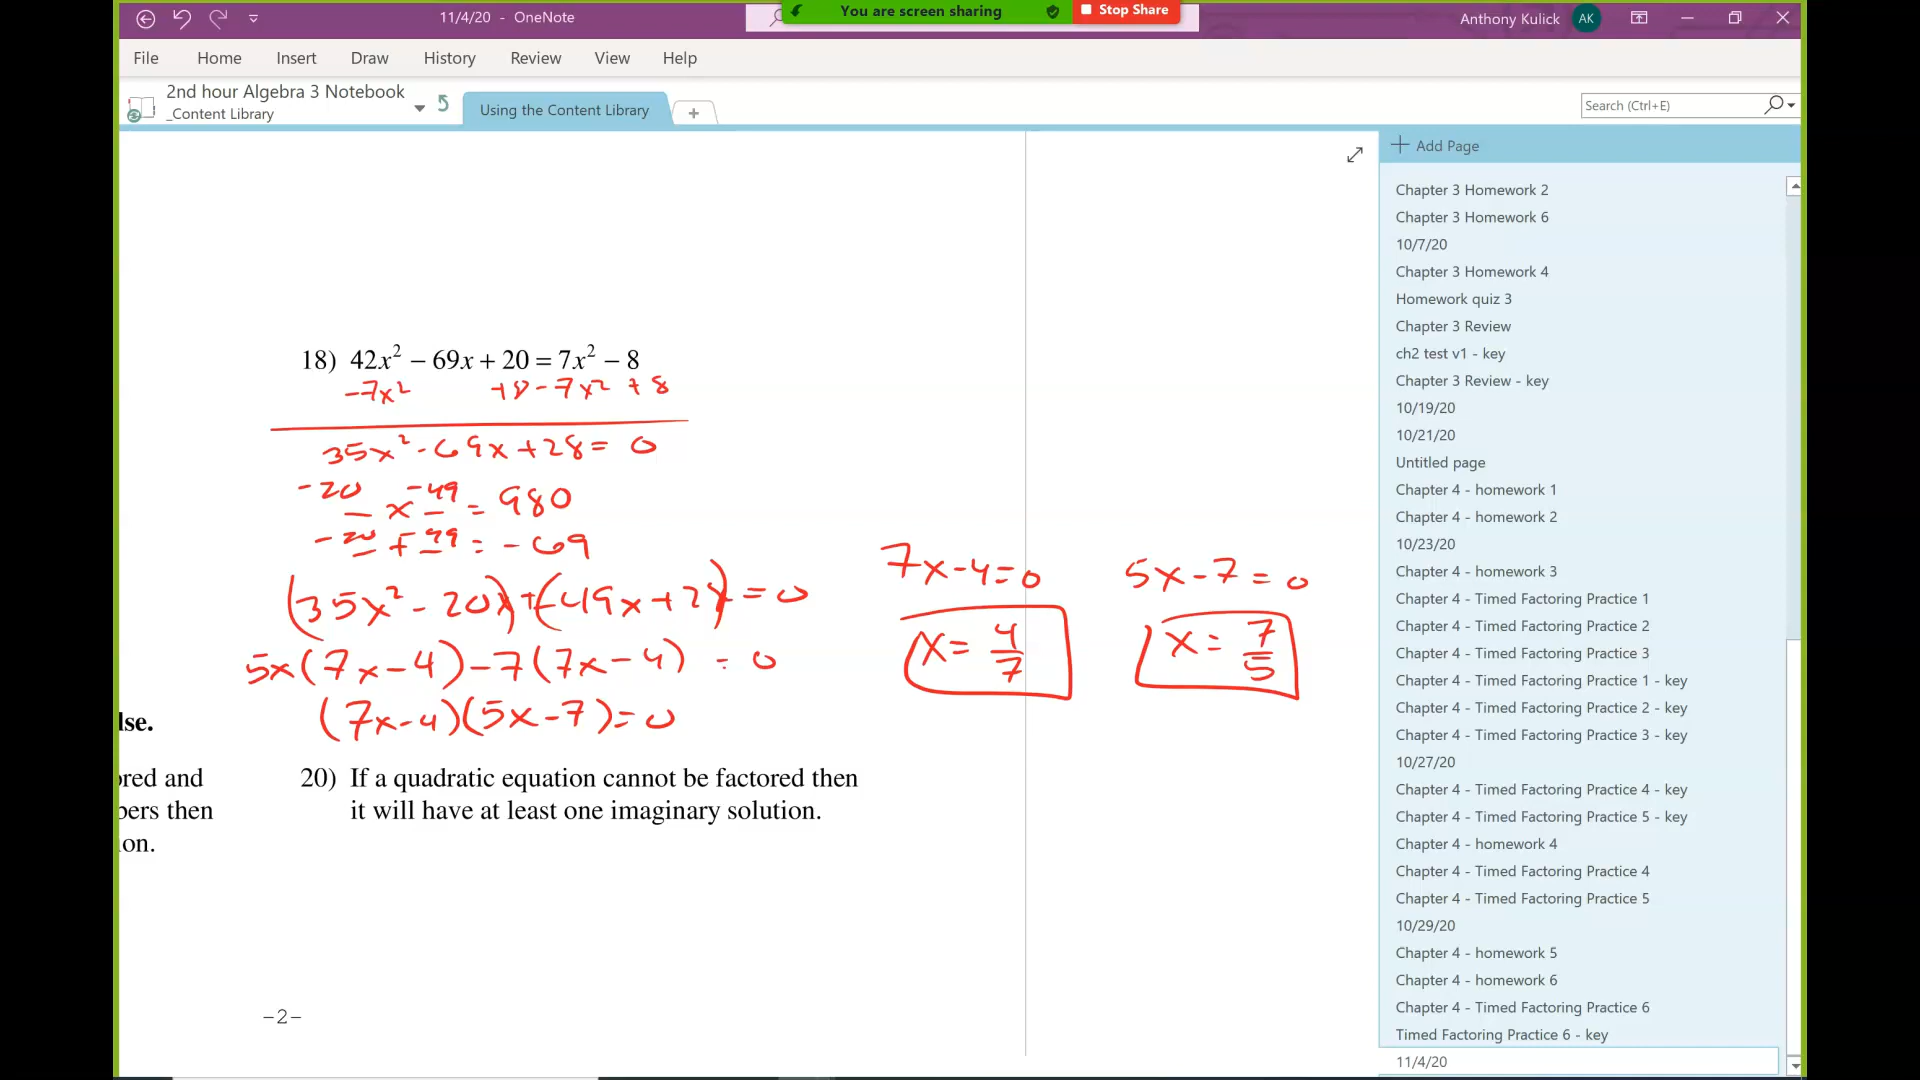 11/4/20 - OneNote
You are screen sharing
Stop Share
Anthony Kulick
AK
File Home Insert Draw History Review View Help
2nd hour Algebra 3 Notebook
_Content Library
Using the Content Library
Search (Ctrl+E)
Add Page
18) 42x² − 69x + 20 = 7x² − 8
-7x² +8 -7x² +8
35x² - 69x + 28 = 0
-20 x -49 = 980
-20 + -49 = -69
(35x² - 20x) + (-49x + 28) = 0
5x(7x-4) - 7(7x-4) = 0
(7x-4)(5x-7) = 0
7x-4=0
x = 4/7
5x-7=0
x = 7/5
lse.
ored and
bers then
ion.
20) If a quadratic equation cannot be factored then
it will have at least one imaginary solution.
-2-
Chapter 3 Homework 2
Chapter 3 Homework 6
10/7/20
Chapter 3 Homework 4
Homework quiz 3
Chapter 3 Review
ch2 test v1 - key
Chapter 3 Review - key
10/19/20
10/21/20
Untitled page
Chapter 4 - homework 1
Chapter 4 - homework 2
10/23/20
Chapter 4 - homework 3
Chapter 4 - Timed Factoring Practice 1
Chapter 4 - Timed Factoring Practice 2
Chapter 4 - Timed Factoring Practice 3
Chapter 4 - Timed Factoring Practice 1 - key
Chapter 4 - Timed Factoring Practice 2 - key
Chapter 4 - Timed Factoring Practice 3 - key
10/27/20
Chapter 4 - Timed Factoring Practice 4 - key
Chapter 4 - Timed Factoring Practice 5 - key
Chapter 4 - homework 4
Chapter 4 - Timed Factoring Practice 4
Chapter 4 - Timed Factoring Practice 5
10/29/20
Chapter 4 - homework 5
Chapter 4 - homework 6
Chapter 4 - Timed Factoring Practice 6
Timed Factoring Practice 6 - key
11/4/20